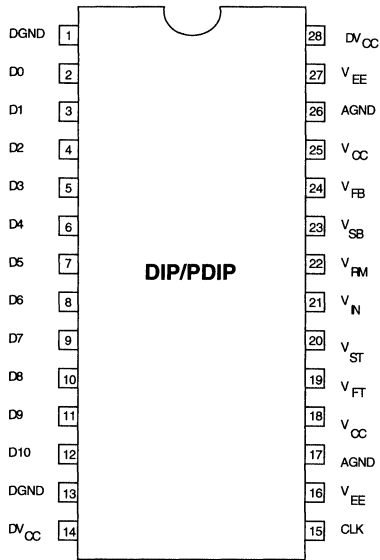 DGND 1 28 DVCC
D0 2 27 VEE
D1 3 26 AGND
D2 4 25 VCC
D3 5 24 VFB
D4 6 23 VSB
D5 7 22 VRM
D6 8 21 VIN
D7 9 20 VST
D8 10 19 VFT
D9 11 18 VCC
D10 12 17 AGND
DGND 13 16 VEE
DVCC 14 15 CLK
DIP/PDIP